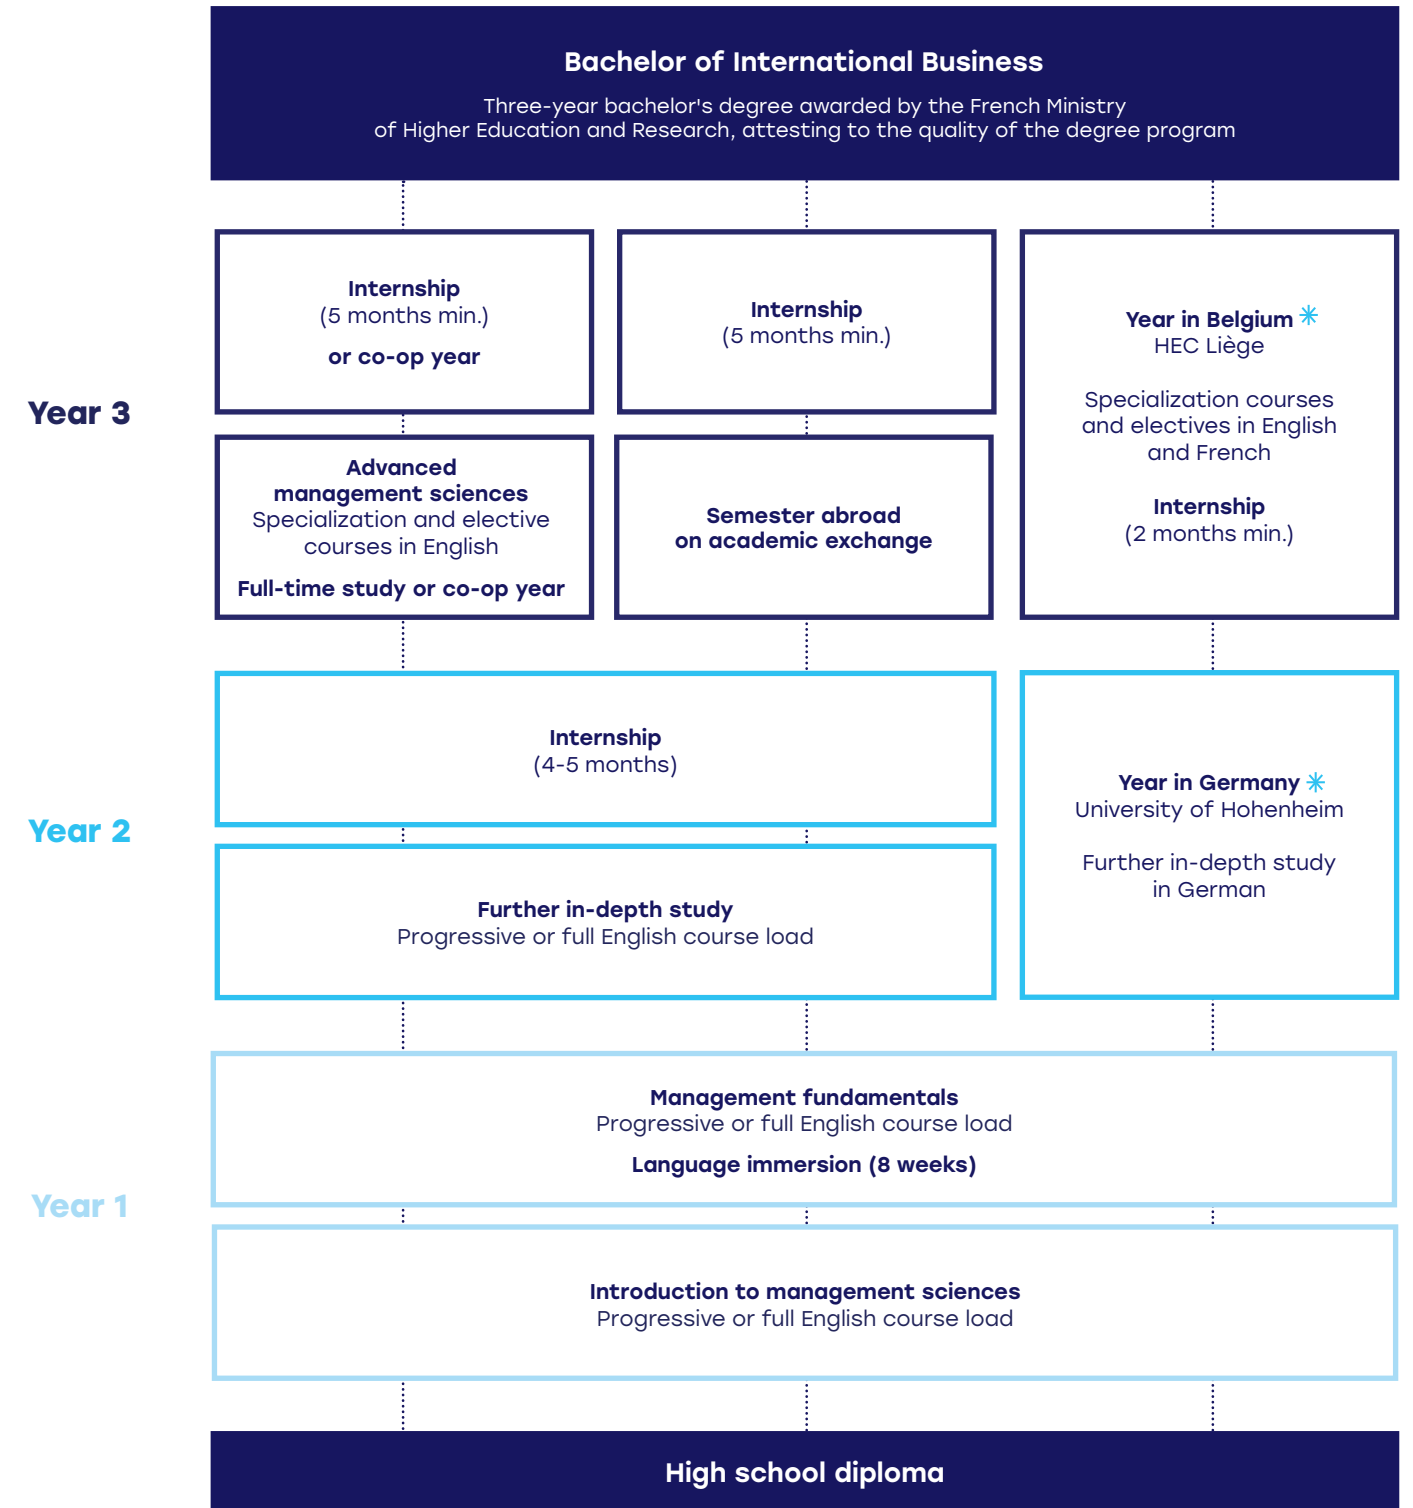 Bachelor of International Business
Three-year bachelor's degree awarded by the French Ministry
of Higher Education and Research, attesting to the quality of the degree program
Year 3
Internship
(5 months min.)
or co-op year
Internship
(5 months min.)
Year in Belgium *
HEC Liège
Specialization courses
and electives in English
and French
Internship
(2 months min.)
Advanced
management sciences
Specialization and elective
courses in English
Full-time study or co-op year
Semester abroad
on academic exchange
Year 2
Internship
(4-5 months)
Year in Germany *
University of Hohenheim
Further in-depth study
in German
Further in-depth study
Progressive or full English course load
Year 1
Management fundamentals
Progressive or full English course load
Language immersion (8 weeks)
Introduction to management sciences
Progressive or full English course load
High school diploma